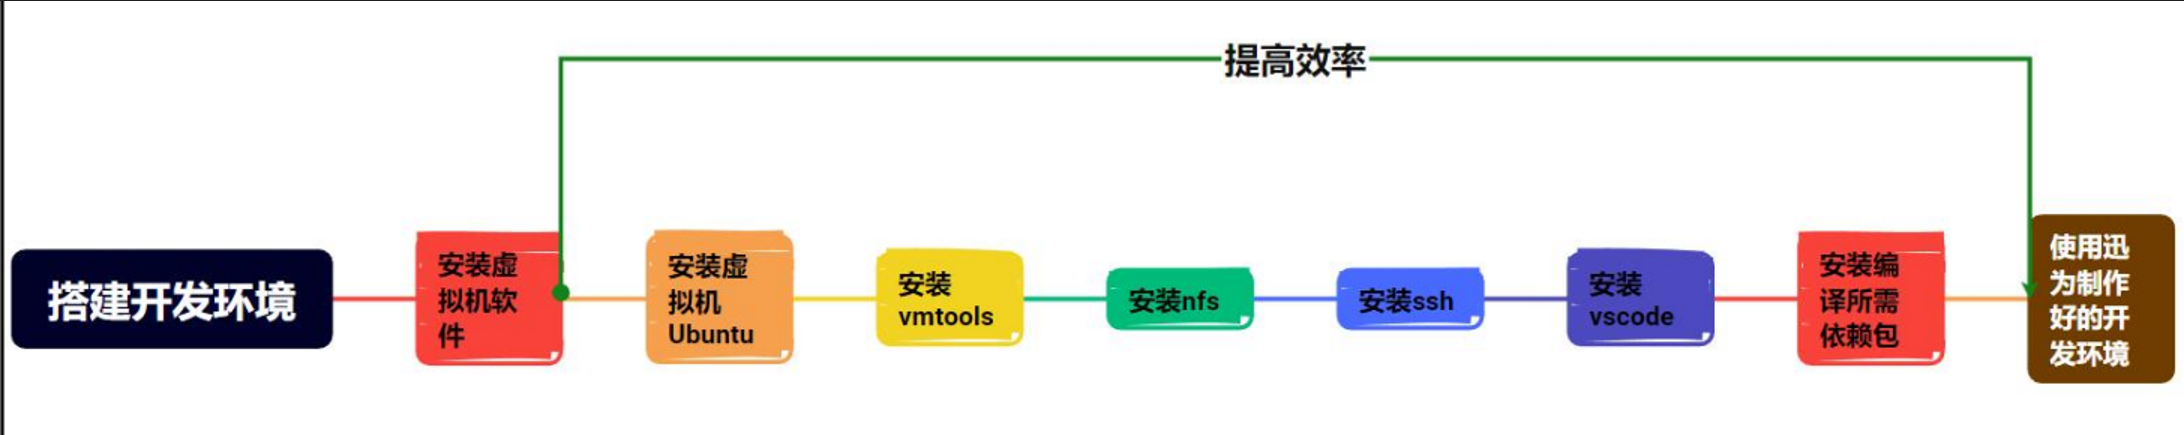 提高效率
搭建开发环境
安装虚
拟机软
件
安装虚
拟机
Ubuntu
安装
vmtools
安装nfs
安装ssh
安装
vscode
安装编
译所需
依赖包
使用迅
为制作
好的开
发环境